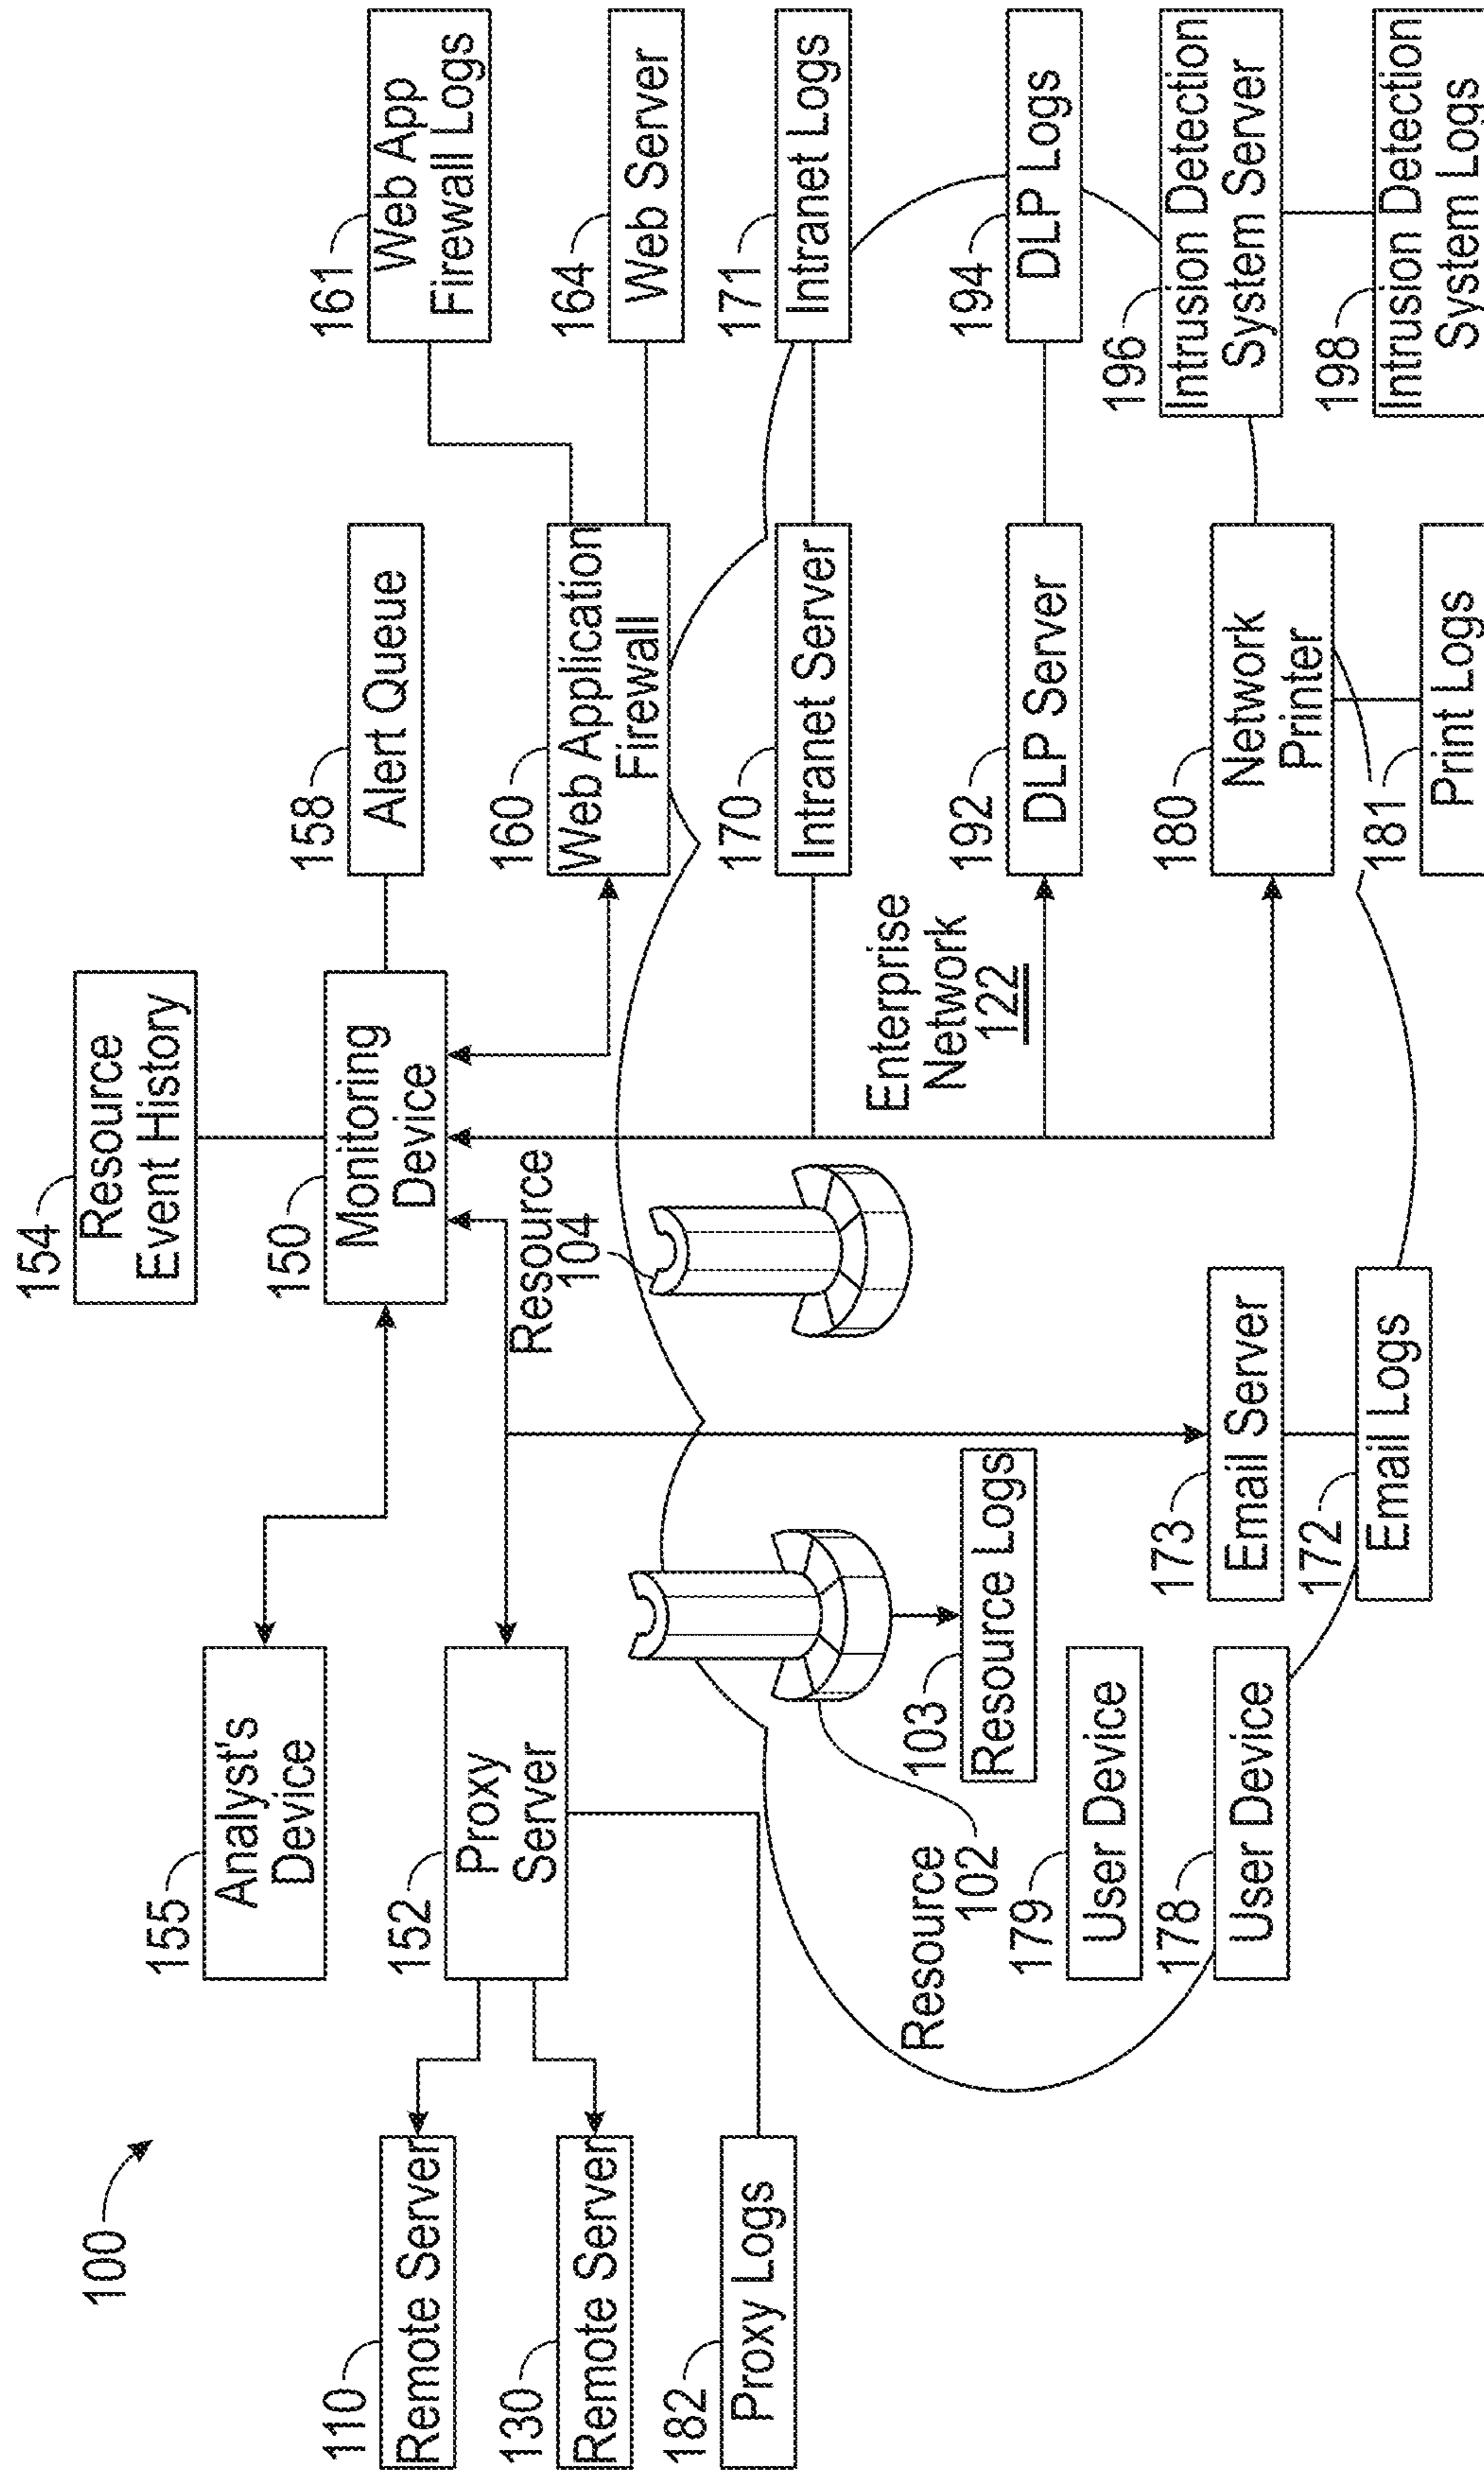 100
154
Resource
Event History
155
Analyst's
Device
150
Monitoring
Device
158
Alert Queue
161
Web App
Firewall Logs
110
Remote Server
152
Proxy
Server
Resource
104
160
Web Application
Firewall
164
Web Server
130
Remote Server
182
Proxy Logs
170
Intranet Server
171
Intranet Logs
Enterprise
Network
122
Resource
102
103
Resource Logs
192
DLP Server
194
DLP Logs
179
User Device
178
User Device
173
Email Server
172
Email Logs
180
Network
Printer
181
Print Logs
196
Intrusion Detection
System Server
198
Intrusion Detection
System Logs